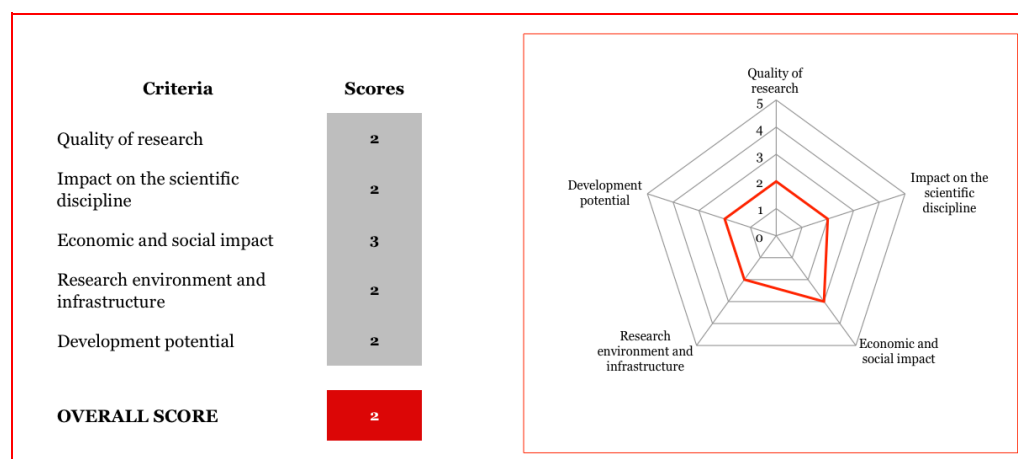 Criteria Scores
Quality of research 2
Impact on the scientific
discipline 2
Economic and social impact 3
Research environment and
infrastructure 2
Development potential 2
OVERALL SCORE 2
Quality of
research
5
4
3
2
1
0
Impact on the
scientific
discipline
Economic and
social impact
Research
environment and
infrastructure
Development
potential